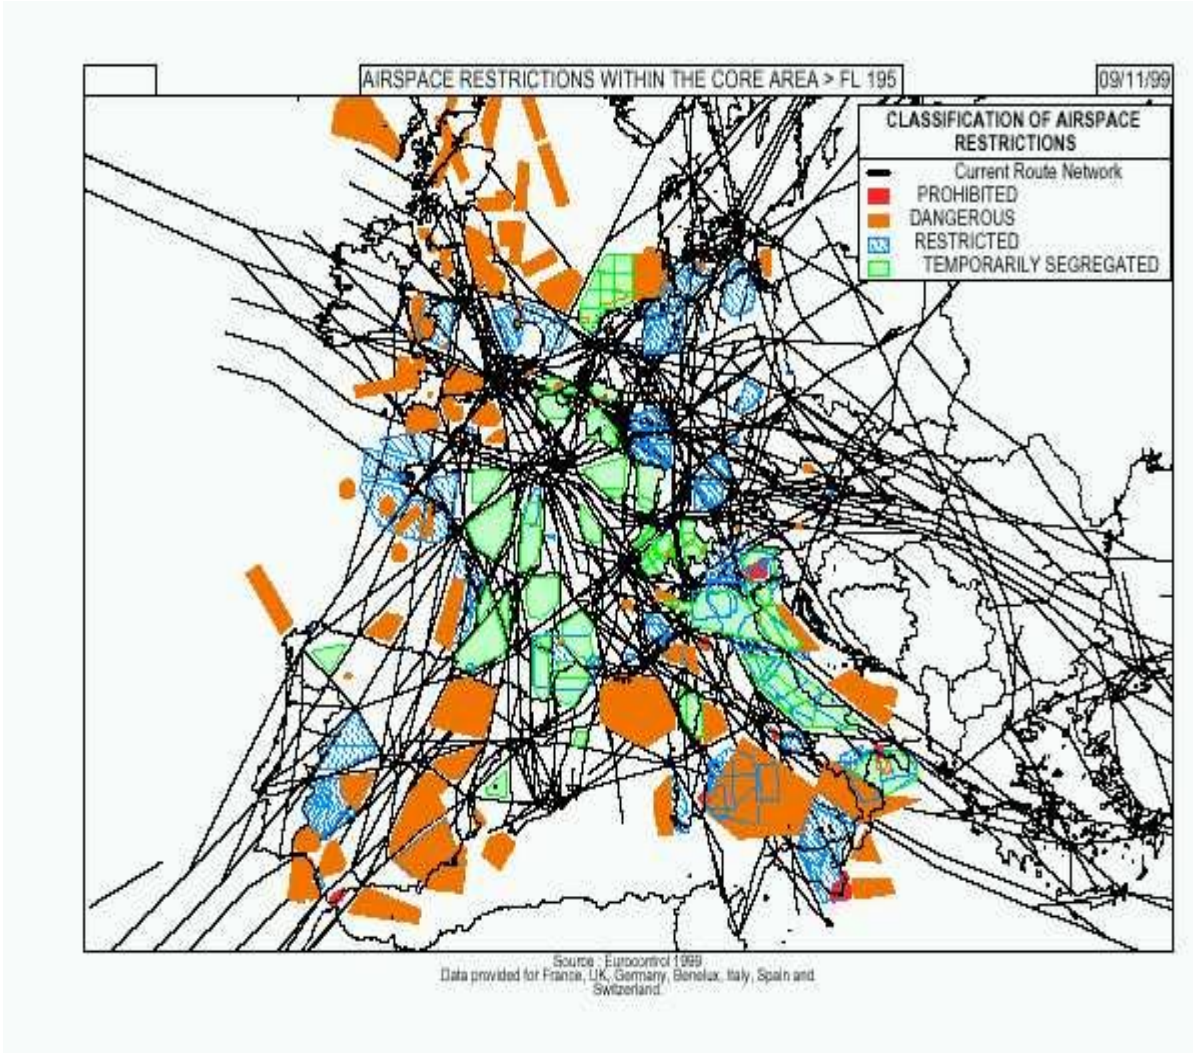 AIRSPACE RESTRICTIONS WITHIN THE CORE AREA > FL 195
09/11/99
CLASSIFICATION OF AIRSPACE
RESTRICTIONS
Current Route Network
PROHIBITED
DANGEROUS
RESTRICTED
TEMPORARILY SEGREGATED
Source : Eurocontrol 1999
Data provided for France, UK, Germany, Benelux, Italy, Spain and
Switzerland.